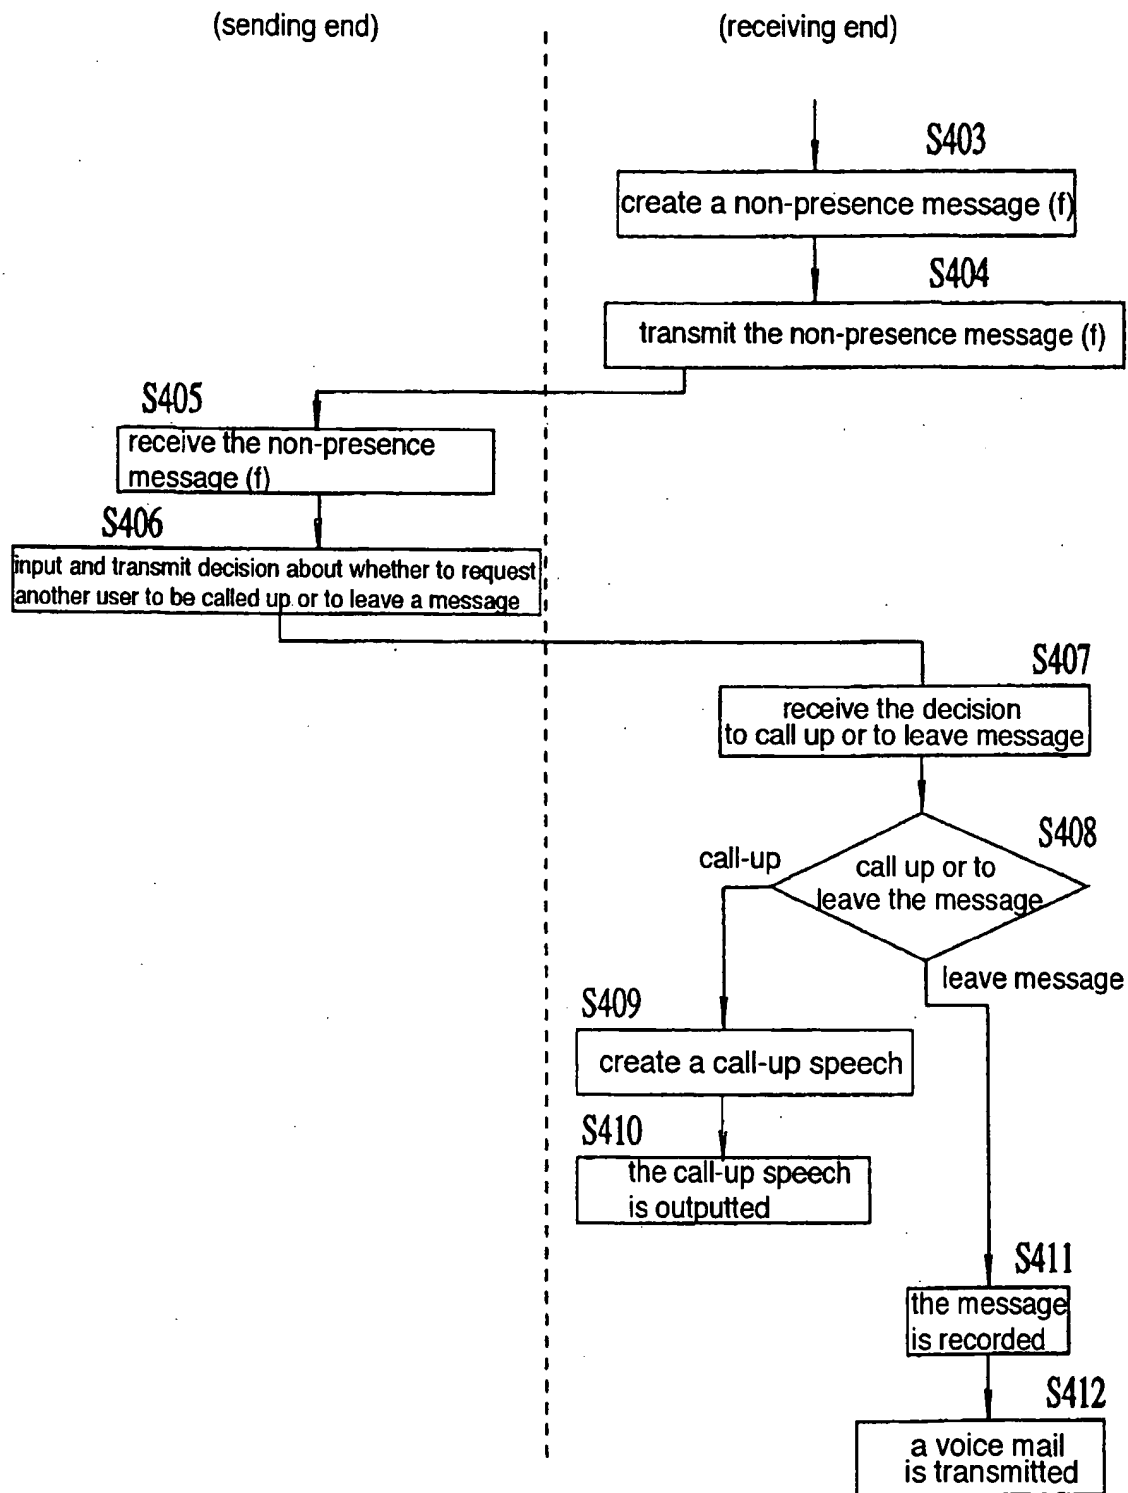 (sending end)
(receiving end)
S403
create a non-presence message (f)
S404
transmit the non-presence message (f)
S405
receive the non-presence
message (f)
S406
input and transmit decision about whether to request
another user to be called up or to leave a message
S407
receive the decision
to call up or to leave message
S408
call-up
call up or to
leave the message
leave message
S409
create a call-up speech
S410
the call-up speech
is outputted
S411
the message
is recorded
S412
a voice mail
is transmitted